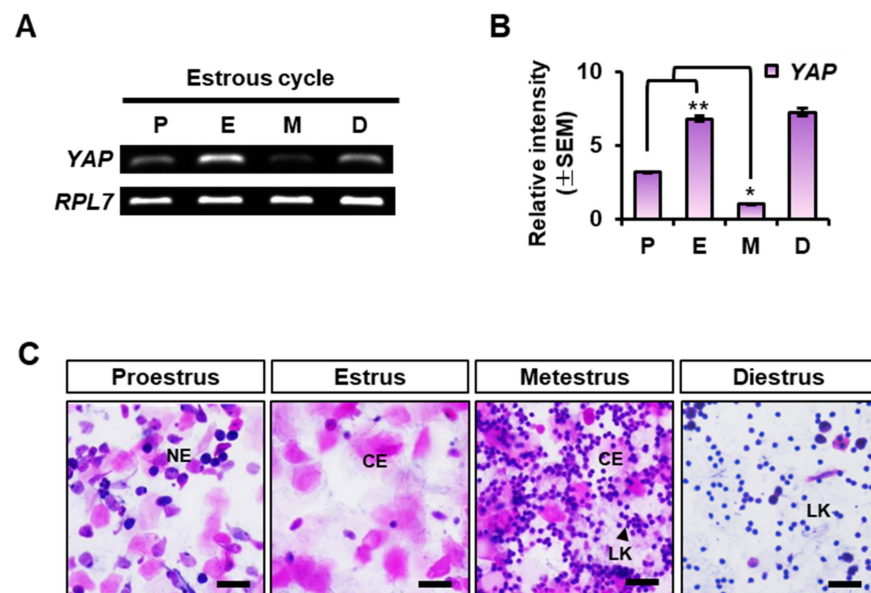 A
Estrous cycle
P E M D
YAP
RPL7
B
Relative intensity
(±SEM)
10
5
0
YAP
**
*
P E M D
C
Proestrus Estrus Metestrus Diestrus
NE
CE
CE
LK
LK